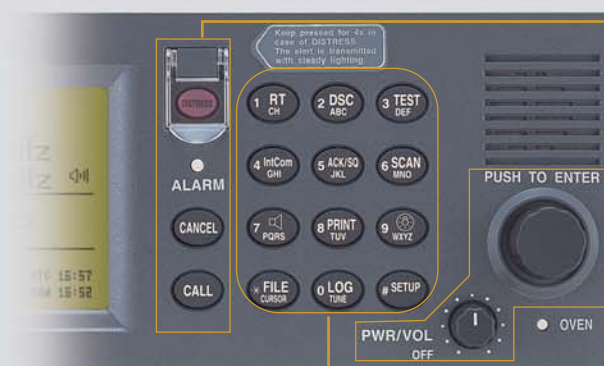 Keep pressed for 4s in
case of DISTRESS.
The alert is transmitted
with steady lighting.
DISTRESS
1 RT
CH
2 DSC
ABC
3 TEST
DEF
Hz
Hz
ALARM
4 IntCom
GHI
5 ACK/SQ
JKL
6 SCAN
MNO
PUSH TO ENTER
CANCEL
7
PQRS
8 PRINT
TUV
9
WXYZ
15:57
15:52
CALL
* FILE
CURSOR
0 LOG
TUNE
# SETUP
PWR/VOL
OFF
OVEN